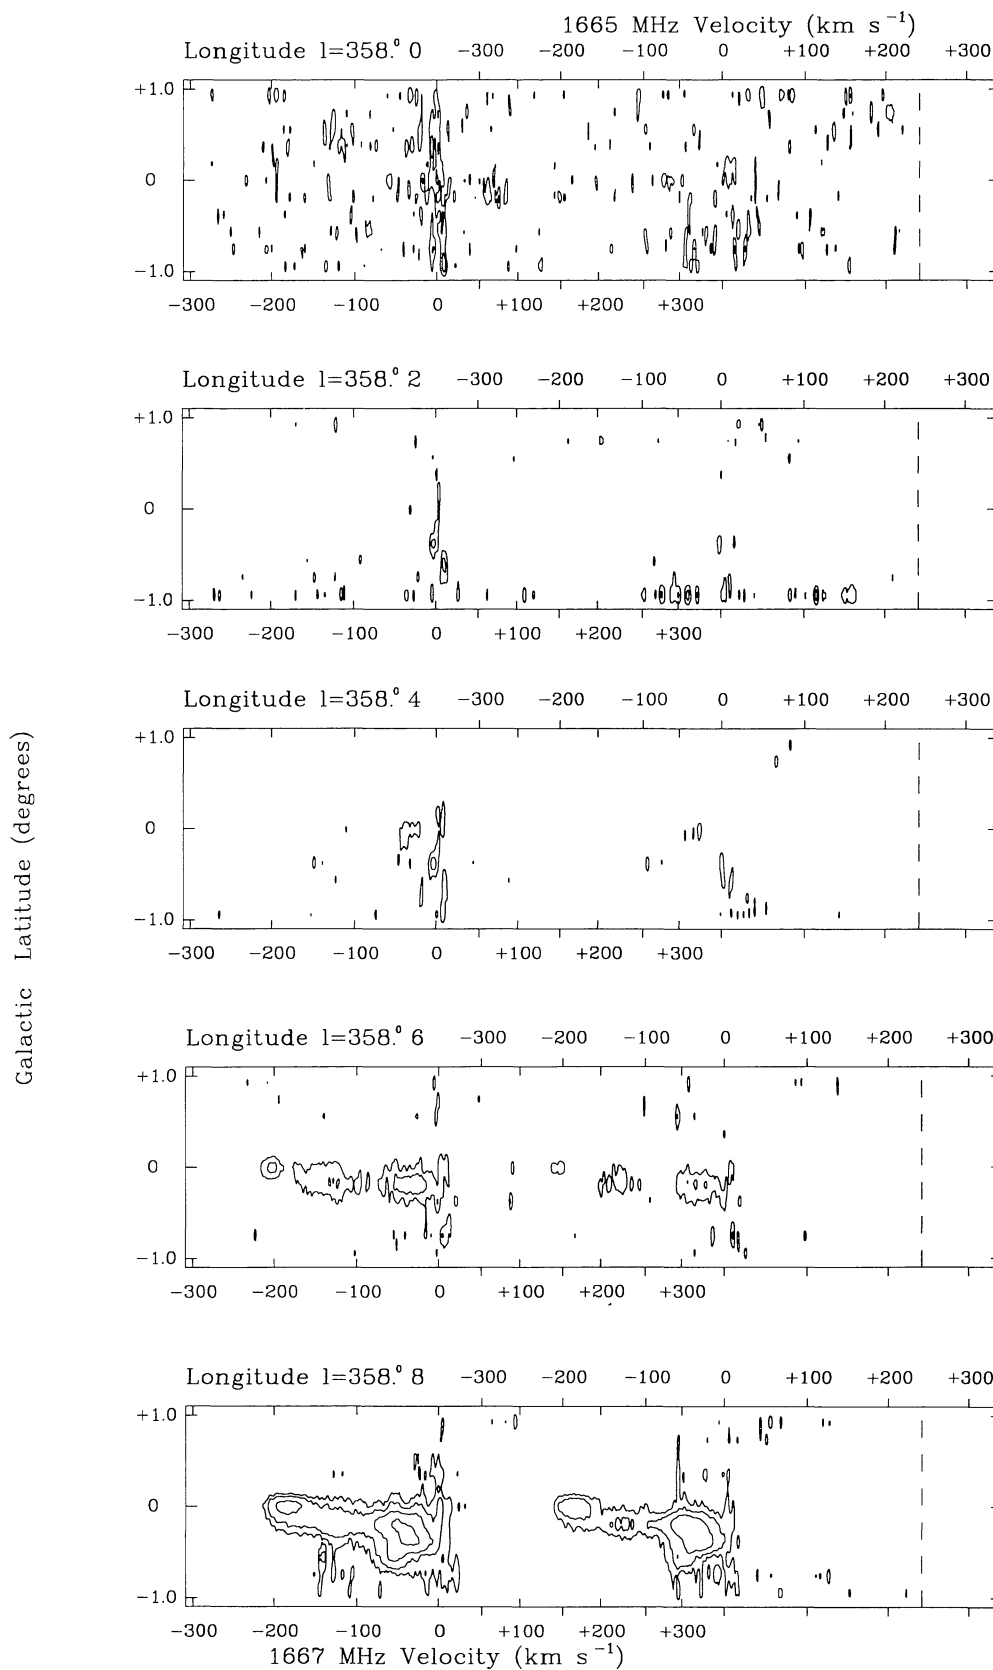 1665 MHz Velocity (km s⁻¹)
Longitude l=358.°0 -300 -200 -100 0 +100 +200 +330
+1.0
0
-1.0
-300 -200 -100 0 +100 +200 +300
Longitude l=358.°2 -300 -200 -100 0 +100 +200 +330
+1.0
0
-1.0
-300 -200 -100 0 +100 +200 +300
Longitude l=358.°4 -300 -200 -100 0 +100 +200 +330
+1.0
0
-1.0
-300 -200 -100 0 +100 +200 +300
Galactic Latitude (degrees)
Longitude l=358.°6 -300 -200 -100 0 +100 +200 +300
+1.0
0
-1.0
-300 -200 -100 0 +100 +200 +300
Longitude l=358.°8 -300 -200 -100 0 +100 +200 +300
+1.0
0
-1.0
-300 -200 -100 0 +100 +200 +300
1667 MHz Velocity (km s⁻¹)